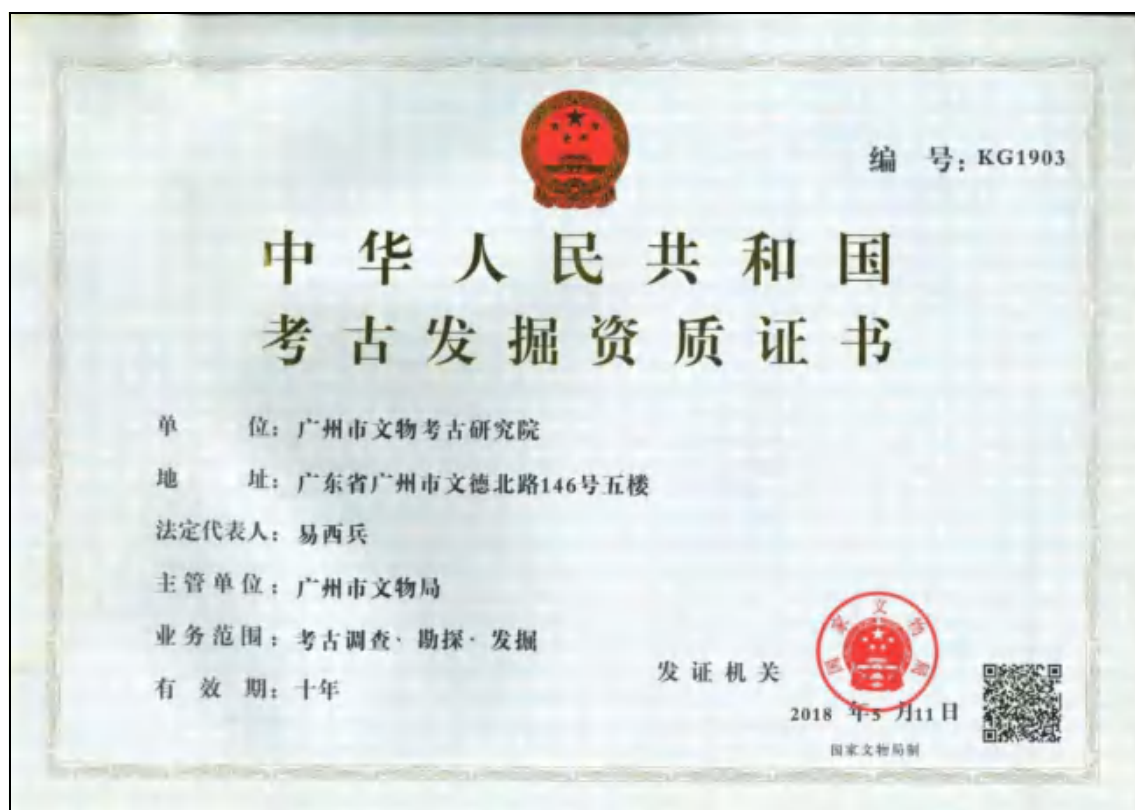 编 号：KG1903
中华人民共和国
考古发掘资质证书
单 位：广州市文物考古研究院
地 址：广东省广州市文德北路146号五楼
法定代表人：易西兵
主管单位：广州市文物局
业务范围：考古调查·勘探·发掘
有 效 期：十年
发证机关
国家文物局
2018 年5 月11日
国家文物局制